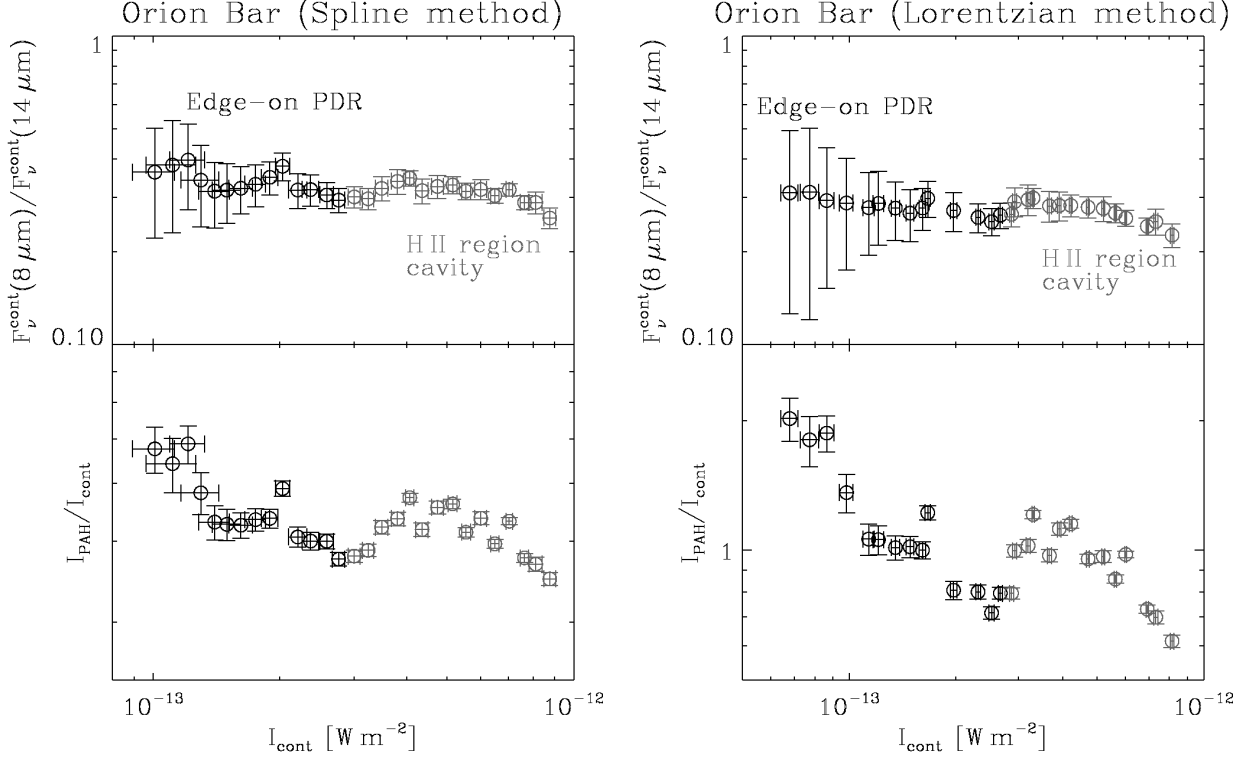 Orion Bar (Spline method)
1
Edge-on PDR
H II region
cavity
0.10
F_ν^cont(8 μm)/F_ν^cont(14 μm)
I_PAH/I_cont
10^-13
10^-12
I_cont [W m^-2]
Orion Bar (Lorentzian method)
1
Edge-on PDR
H II region
cavity
0.10
F_ν^cont(8 μm)/F_ν^cont(14 μm)
1
I_PAH/I_cont
10^-13
10^-12
I_cont [W m^-2]